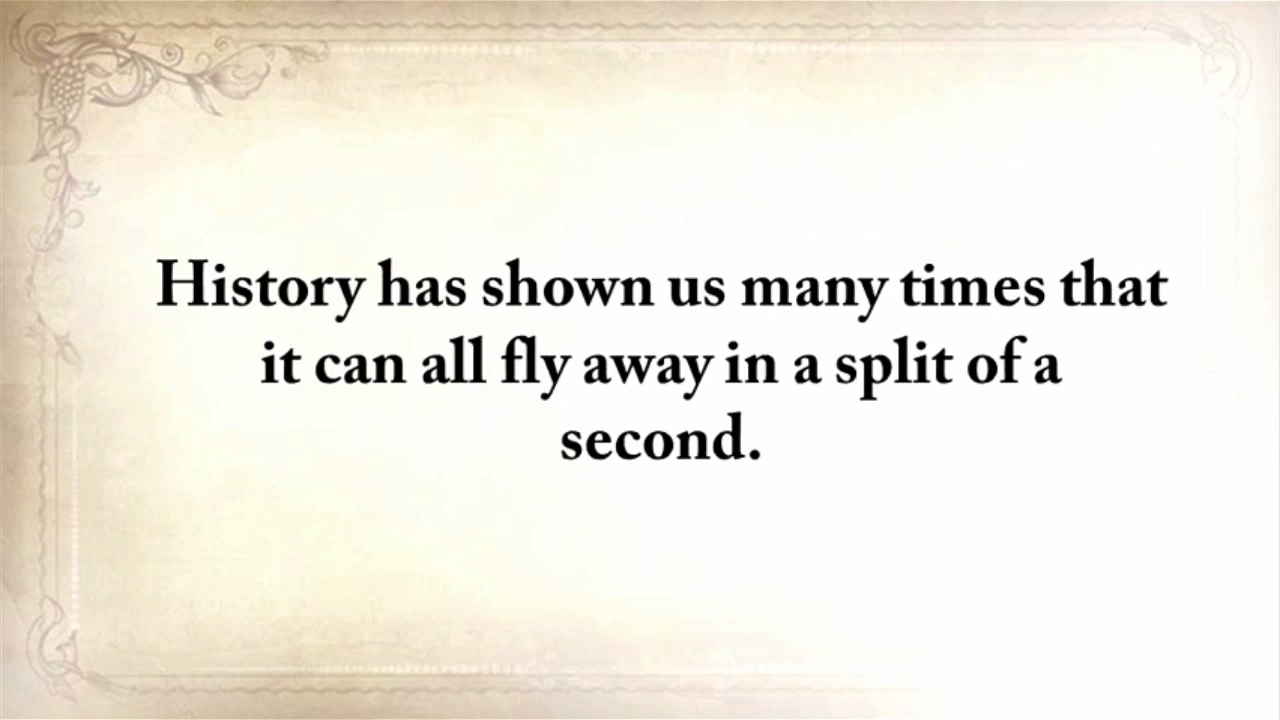 History has shown us many times that
it can all fly away in a split of a
second.